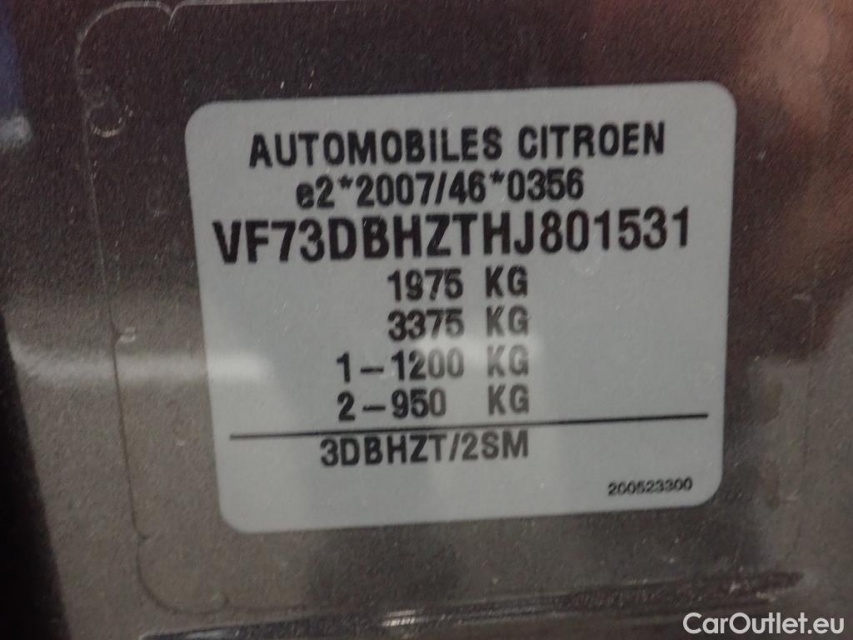 AUTOMOBILES CITROEN
e2*2007/46*0356
VF73DBHZTHJ801531
1975 KG
3375 KG
1-1200 KG
2-950 KG
3DBHZT/2SM
200523300
CarOutlet.eu